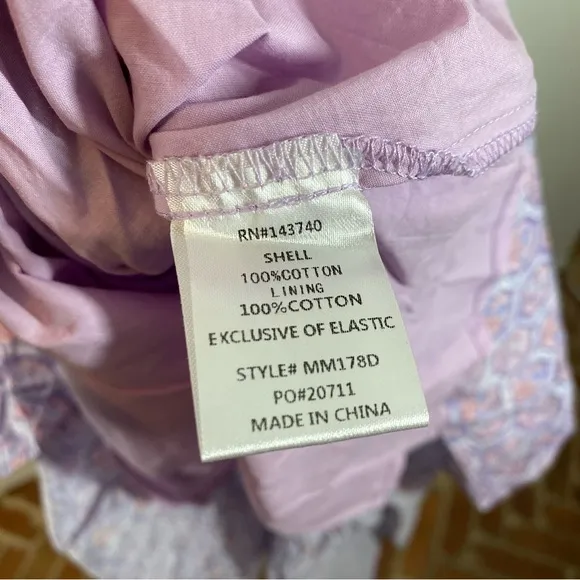 RN#143740
SHELL
100%COTTON
LINING
100%COTTON
EXCLUSIVE OF ELASTIC
STYLE# MM178D
PO#20711
MADE IN CHINA